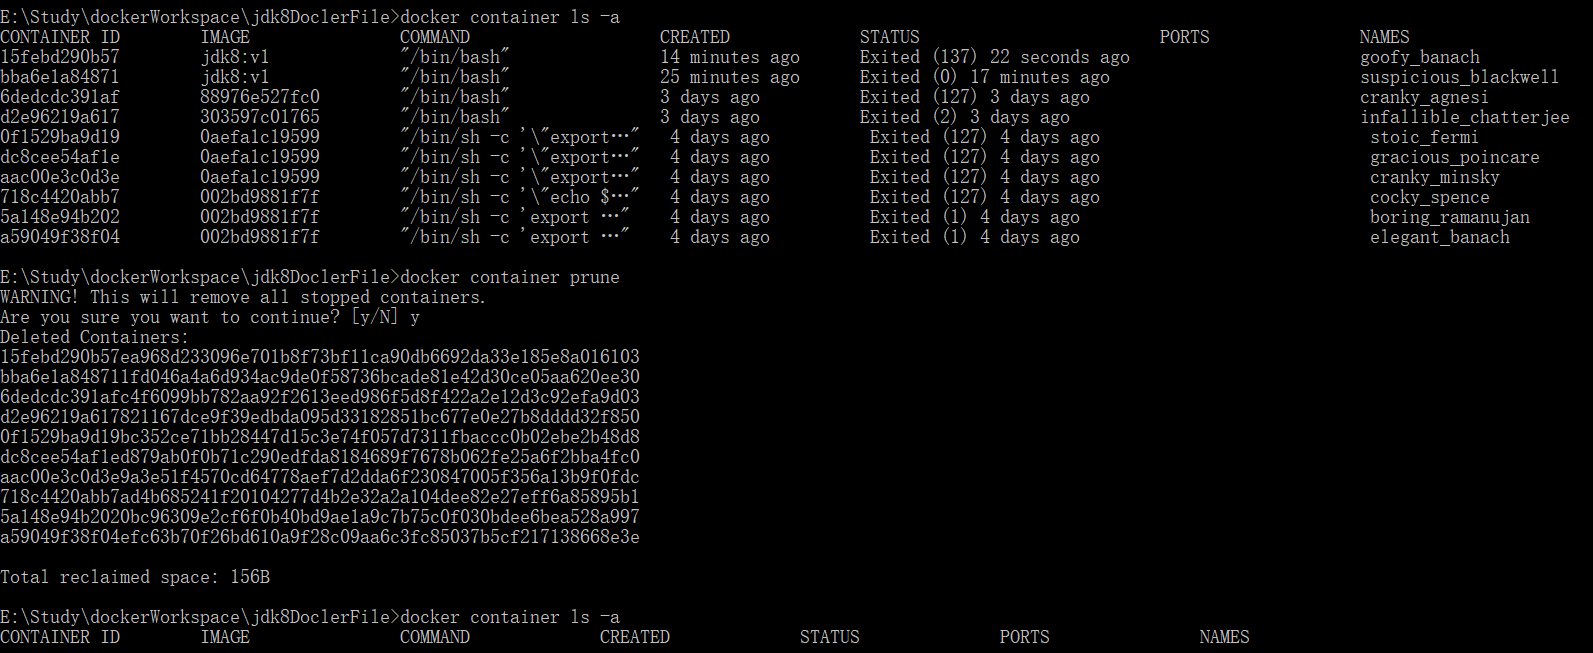 E:\Study\dockerWorkspace\jdk8DoclerFile>docker container ls -a
CONTAINER ID IMAGE COMMAND CREATED STATUS PORTS NAMES
15febd290b57 jdk8:v1 "/bin/bash" 14 minutes ago Exited (137) 22 seconds ago goofy_banach
bba6e1a84871 jdk8:v1 "/bin/bash" 25 minutes ago Exited (0) 17 minutes ago suspicious_blackwell
6dedcdc391af 88976e527fc0 "/bin/bash" 3 days ago Exited (127) 3 days ago cranky_agnesi
d2e96219a617 303597c01765 "/bin/bash" 3 days ago Exited (2) 3 days ago infallible_chatterjee
0f1529ba9d19 0aefa1c19599 "/bin/sh -c '\"export…" 4 days ago Exited (127) 4 days ago stoic_fermi
dc8cee54af1e 0aefa1c19599 "/bin/sh -c '\"export…" 4 days ago Exited (127) 4 days ago gracious_poincare
aac00e3c0d3e 0aefa1c19599 "/bin/sh -c '\"export…" 4 days ago Exited (127) 4 days ago cranky_minsky
718c4420abb7 002bd9881f7f "/bin/sh -c '\"echo $…" 4 days ago Exited (127) 4 days ago cocky_spence
5a148e94b202 002bd9881f7f "/bin/sh -c 'export …" 4 days ago Exited (1) 4 days ago boring_ramanujan
a59049f38f04 002bd9881f7f "/bin/sh -c 'export …" 4 days ago Exited (1) 4 days ago elegant_banach
E:\Study\dockerWorkspace\jdk8DoclerFile>docker container prune
WARNING! This will remove all stopped containers.
Are you sure you want to continue? [y/N] y
Deleted Containers:
15febd290b57ea968d233096e701b8f73bf11ca90db6692da33e185e8a016103
bba6e1a848711fd046a4a6d934ac9de0f58736bcade81e42d30ce05aa620ee30
6dedcdc391afc4f6099bb782aa92f2613eed986f5d8f422a2e12d3c92efa9d03
d2e96219a617821167dce9f39edbda095d33182851bc677e0e27b8dddd32f850
0f1529ba9d19bc352ce71bb28447d15c3e74f057d7311fbaccc0b02ebe2b48d8
dc8cee54af1ed879ab0f0b71c290edfda8184689f7678b062fe25a6f2bba4fc0
aac00e3c0d3e9a3e51f4570cd64778aef7d2dda6f230847005f356a13b9f0fdc
718c4420abb7ad4b685241f20104277d4b2e32a2a104dee82e27eff6a85895b1
5a148e94b2020bc96309e2cf6f0b40bd9ae1a9c7b75c0f030bdee6bea528a997
a59049f38f04efc63b70f26bd610a9f28c09aa6c3fc85037b5cf217138668e3e
Total reclaimed space: 156B
E:\Study\dockerWorkspace\jdk8DoclerFile>docker container ls -a
CONTAINER ID IMAGE COMMAND CREATED STATUS PORTS NAMES